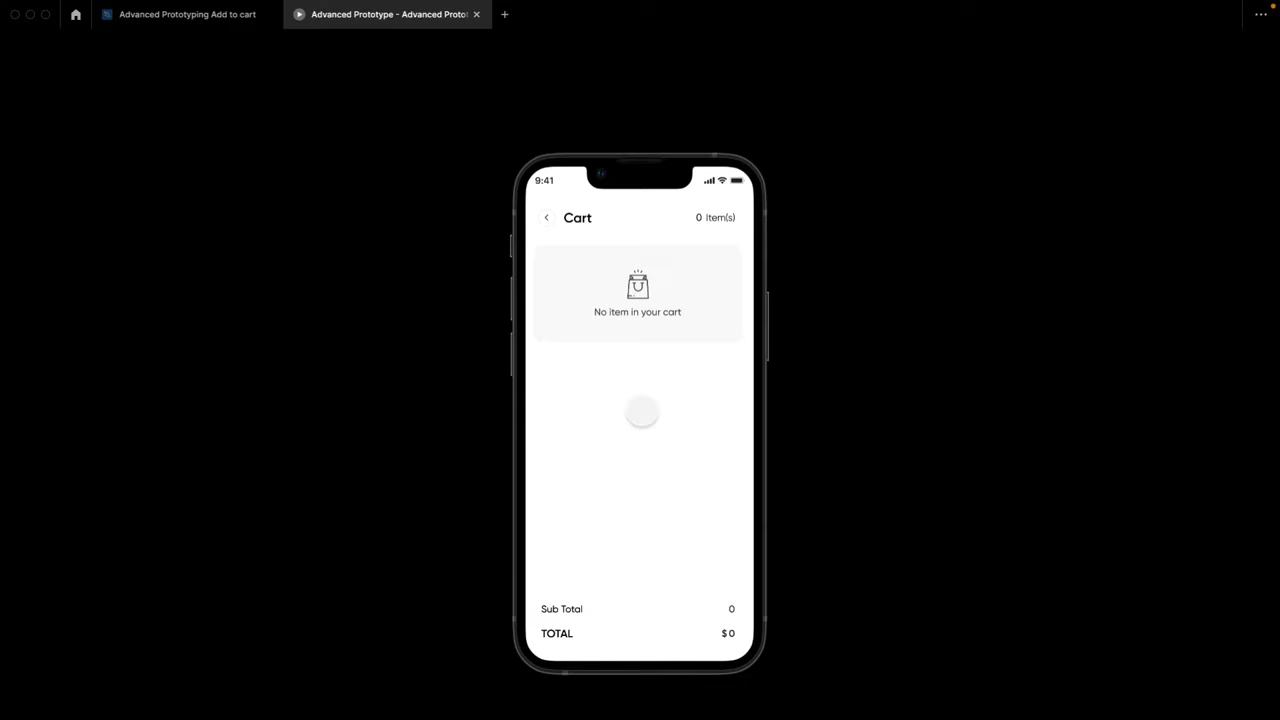 Advanced Prototyping Add to cart
Advanced Prototype - Advanced Proto
9:41
Cart
0 Item(s)
No item in your cart
Sub Total
0
TOTAL
$ 0